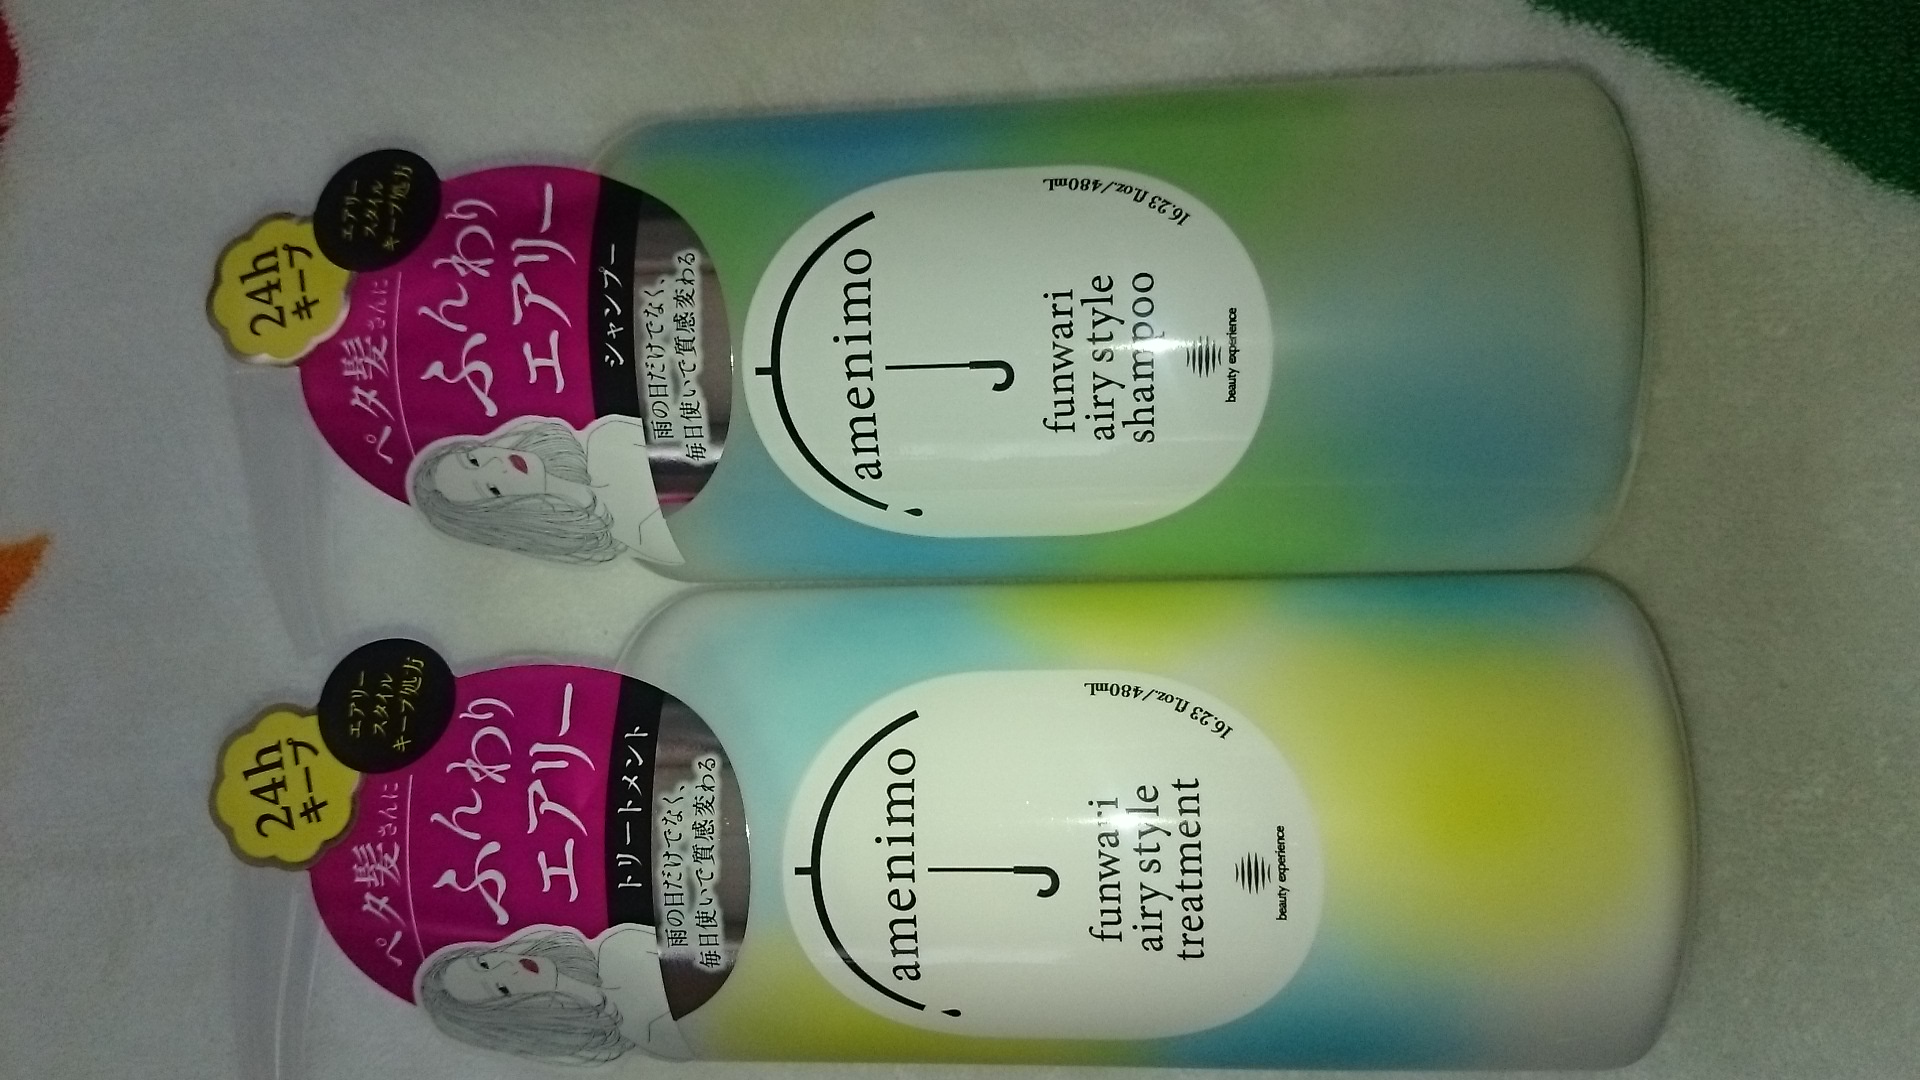 24h
キープ
エアリー
スタイル
キープ処方
ペタ髪さんに
ふんわり
エアリー
シャンプー
雨の日だけでなく、
毎日使いで質感変わる
amenimo
funwari
airy style
shampoo
16.23 fl.oz./480mL
beauty experience
24h
キープ
エアリー
スタイル
キープ処方
ペタ髪さんに
ふんわり
エアリー
トリートメント
雨の日だけでなく、
毎日使いで質感変わる
amenimo
funwari
airy style
treatment
16.23 fl.oz./480mL
beauty experience